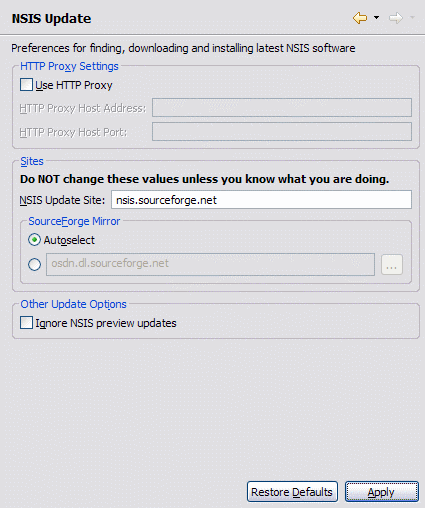 NSIS Update
Preferences for finding, downloading and installing latest NSIS software
HTTP Proxy Settings
Use HTTP Proxy
HTTP Proxy Host Address:
HTTP Proxy Host Port:
Sites
Do NOT change these values unless you know what you are doing.
NSIS Update Site: nsis.sourceforge.net
SourceForge Mirror
Autoselect
osdn.dl.sourceforge.net ...
Other Update Options
Ignore NSIS preview updates
Restore Defaults Apply